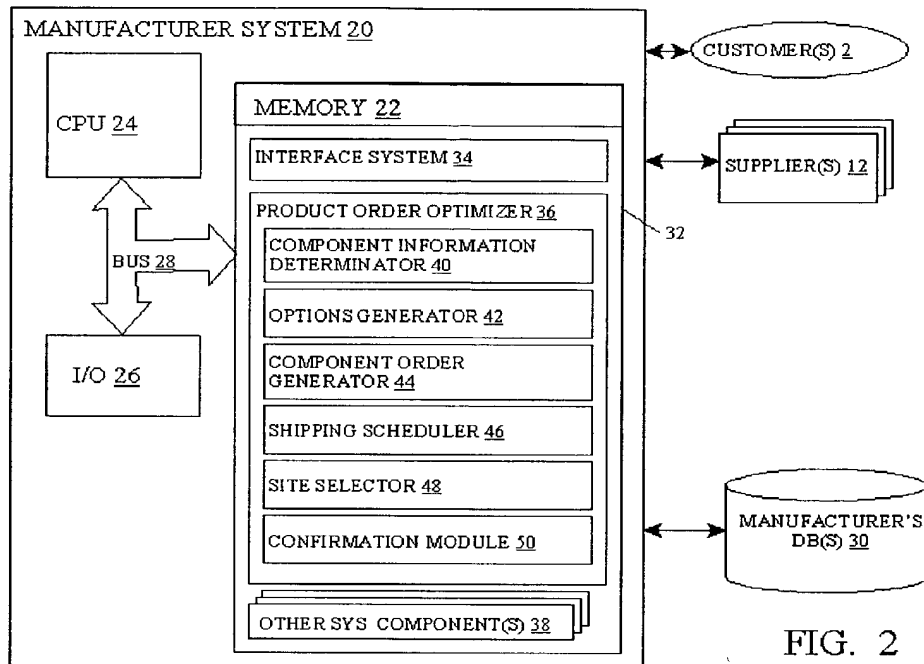 MANUFACTURER SYSTEM 20
CPU 24
BUS 28
I/O 26
MEMORY 22
INTERFACE SYSTEM 34
PRODUCT ORDER OPTIMIZER 36
COMPONENT INFORMATION
DETERMINATOR 40
OPTIONS GENERATOR 42
COMPONENT ORDER
GENERATOR 44
SHIPPING SCHEDULER 46
SITE SELECTOR 48
CONFIRMATION MODULE 50
OTHER SYS COMPONENT(S) 38
32
CUSTOMER(S) 2
SUPPLIER(S) 12
MANUFACTURER'S
DB(S) 30
FIG. 2